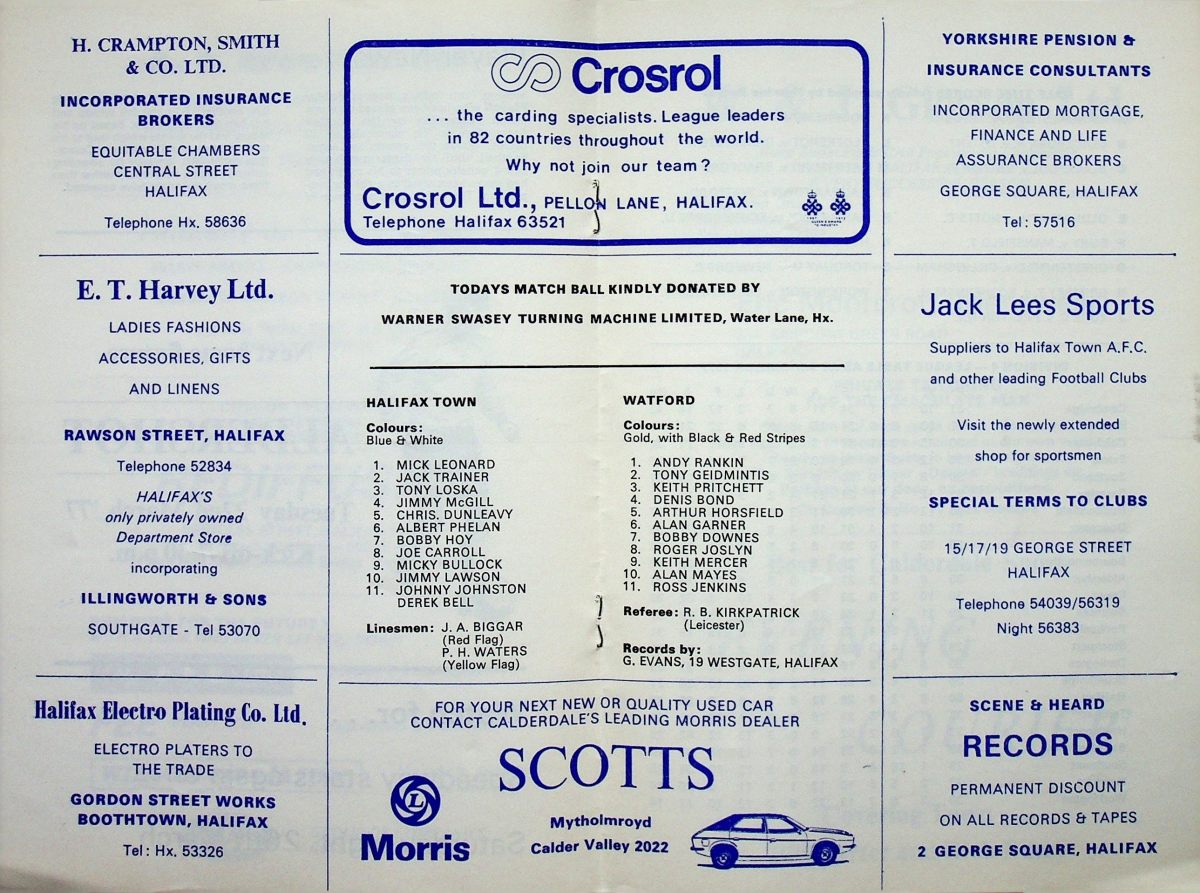 H. CRAMPTON, SMITH
& CO. LTD.
INCORPORATED INSURANCE
BROKERS
EQUITABLE CHAMBERS
CENTRAL STREET
HALIFAX
Telephone Hx. 58636
E. T. Harvey Ltd.
LADIES FASHIONS
ACCESSORIES, GIFTS
AND LINENS
RAWSON STREET, HALIFAX
Telephone 52834
HALIFAX'S
only privately owned
Department Store
incorporating
ILLINGWORTH & SONS
SOUTHGATE - Tel 53070
Halifax Electro Plating Co. Ltd.
ELECTRO PLATERS TO
THE TRADE
GORDON STREET WORKS
BOOTHTOWN, HALIFAX
Tel: Hx. 53326
Crosrol
... the carding specialists. League leaders
in 82 countries throughout the world.
Why not join our team?
Crosrol Ltd., PELLON LANE, HALIFAX.
Telephone Halifax 63521
TODAYS MATCH BALL KINDLY DONATED BY
WARNER SWASEY TURNING MACHINE LIMITED, Water Lane, Hx.
HALIFAX TOWN
Colours:
Blue & White
1. MICK LEONARD
2. JACK TRAINER
3. TONY LOSKA
4. JIMMY McGILL
5. CHRIS. DUNLEAVY
6. ALBERT PHELAN
7. BOBBY HOY
8. JOE CARROLL
9. MICKY BULLOCK
10. JIMMY LAWSON
11. JOHNNY JOHNSTON
DEREK BELL
Linesmen: J. A. BIGGAR
(Red Flag)
P. H. WATERS
(Yellow Flag)
WATFORD
Colours:
Gold, with Black & Red Stripes
1. ANDY RANKIN
2. TONY GEIDMINTIS
3. KEITH PRITCHETT
4. DENIS BOND
5. ARTHUR HORSFIELD
6. ALAN GARNER
7. BOBBY DOWNES
8. ROGER JOSLYN
9. KEITH MERCER
10. ALAN MAYES
11. ROSS JENKINS
Referee: R. B. KIRKPATRICK
(Leicester)
Records by:
G. EVANS, 19 WESTGATE, HALIFAX
FOR YOUR NEXT NEW OR QUALITY USED CAR
CONTACT CALDERDALE'S LEADING MORRIS DEALER
SCOTTS
L
Morris
Mytholmroyd
Calder Valley 2022
YORKSHIRE PENSION &
INSURANCE CONSULTANTS
INCORPORATED MORTGAGE,
FINANCE AND LIFE
ASSURANCE BROKERS
GEORGE SQUARE, HALIFAX
Tel: 57516
Jack Lees Sports
Suppliers to Halifax Town A.F.C.
and other leading Football Clubs
Visit the newly extended
shop for sportsmen
SPECIAL TERMS TO CLUBS
15/17/19 GEORGE STREET
HALIFAX
Telephone 54039/56319
Night 56383
SCENE & HEARD
RECORDS
PERMANENT DISCOUNT
ON ALL RECORDS & TAPES
2 GEORGE SQUARE, HALIFAX